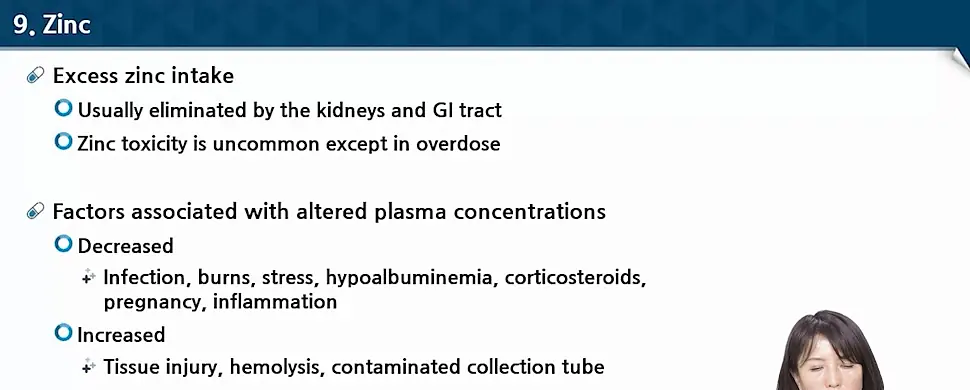 9. Zinc
Excess zinc intake
Usually eliminated by the kidneys and GI tract
Zinc toxicity is uncommon except in overdose
Factors associated with altered plasma concentrations
Decreased
Infection, burns, stress, hypoalbuminemia, corticosteroids,
pregnancy, inflammation
Increased
Tissue injury, hemolysis, contaminated collection tube